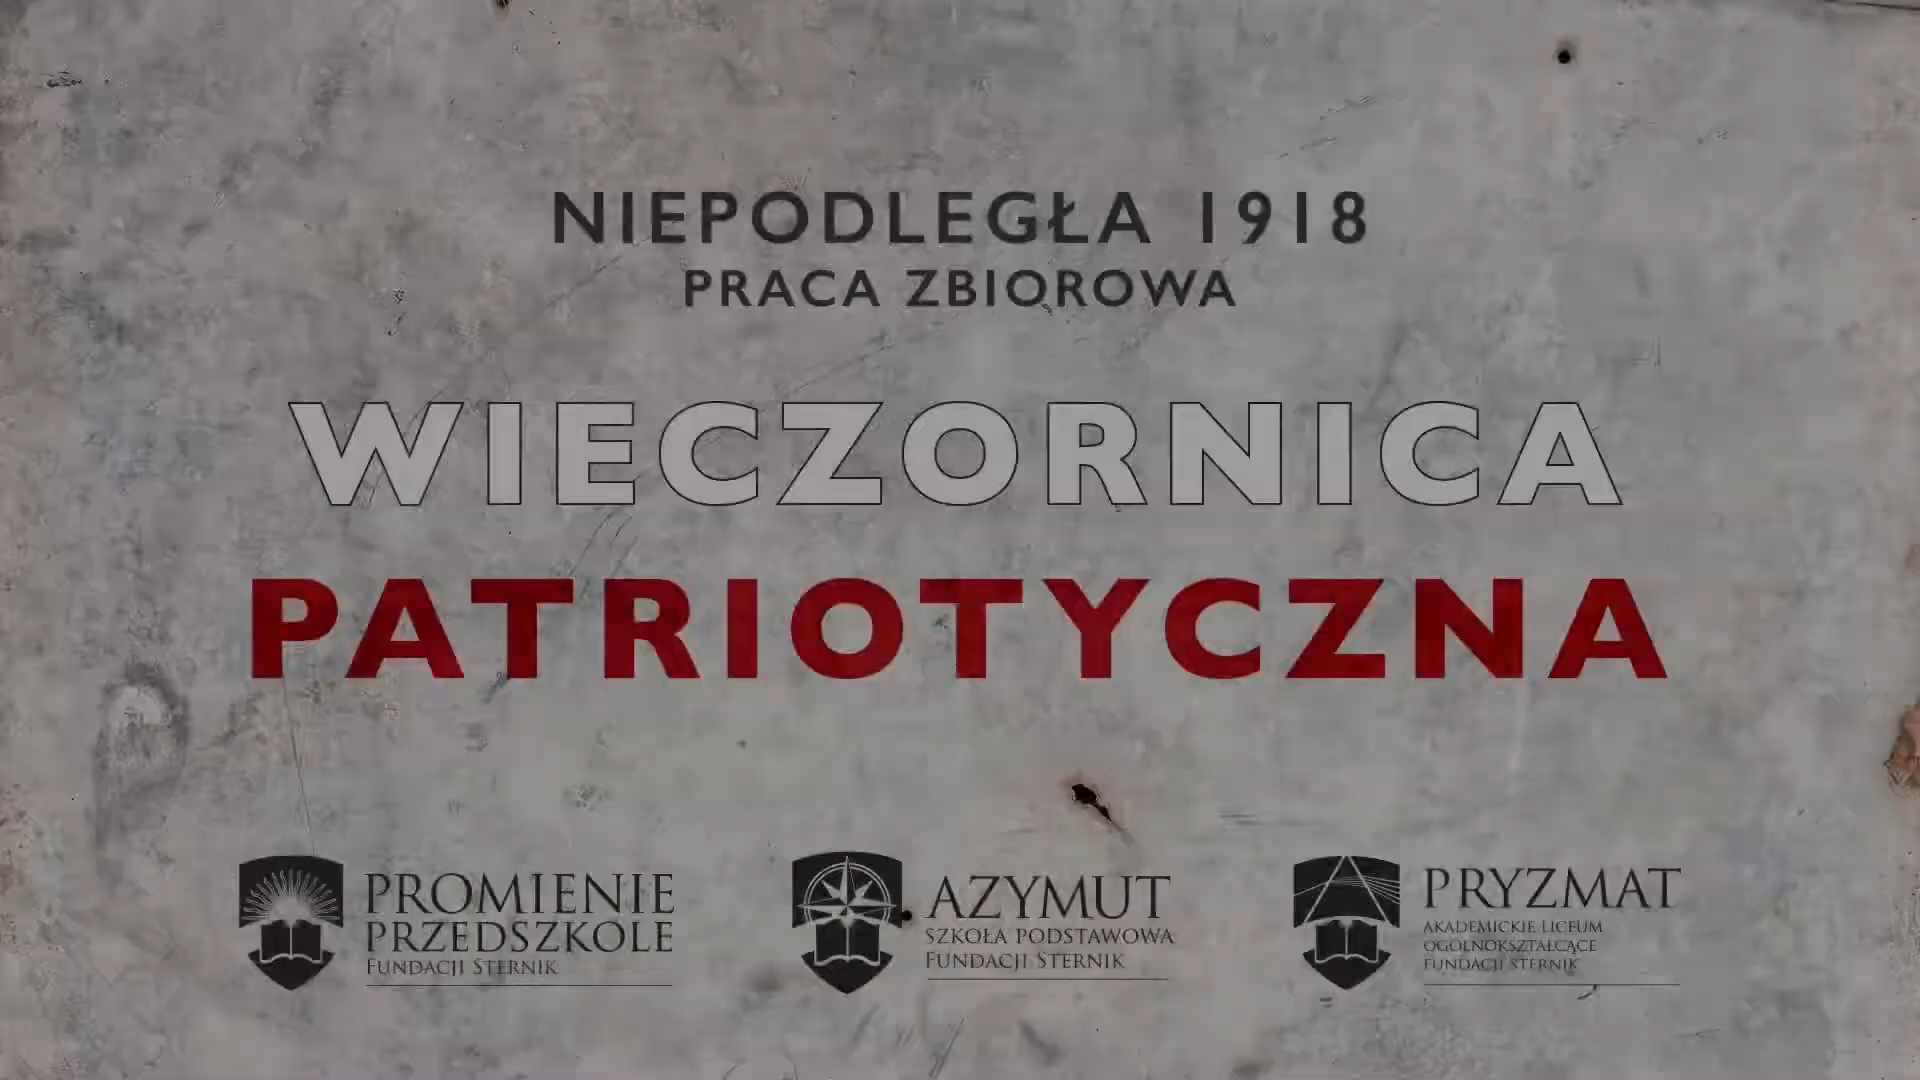 NIEPODLEGŁA 1918
PRACA ZBIOROWA
WIECZORNICA
PATRIOTYCZNA
PROMIENIE
PRZEDSZKOLE
FUNDACJI STERNIK
AZYMUT
SZKOŁA PODSTAWOWA
FUNDACJI STERNIK
PRYZMAT
AKADEMICKIE LICEUM
OGÓLNOKSZTAŁCĄCE
FUNDACJI STERNIK